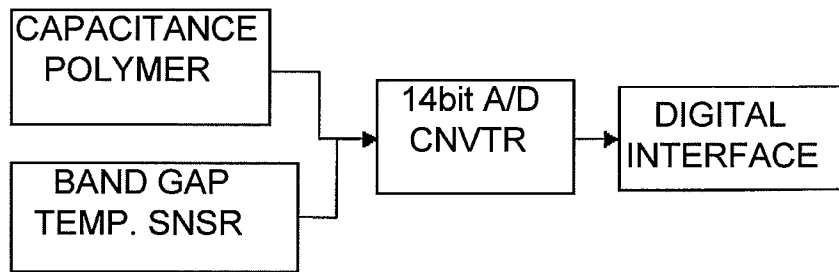 CAPACITANCE
POLYMER
BAND GAP
TEMP. SNSR
14bit A/D
CNVTR
DIGITAL
INTERFACE